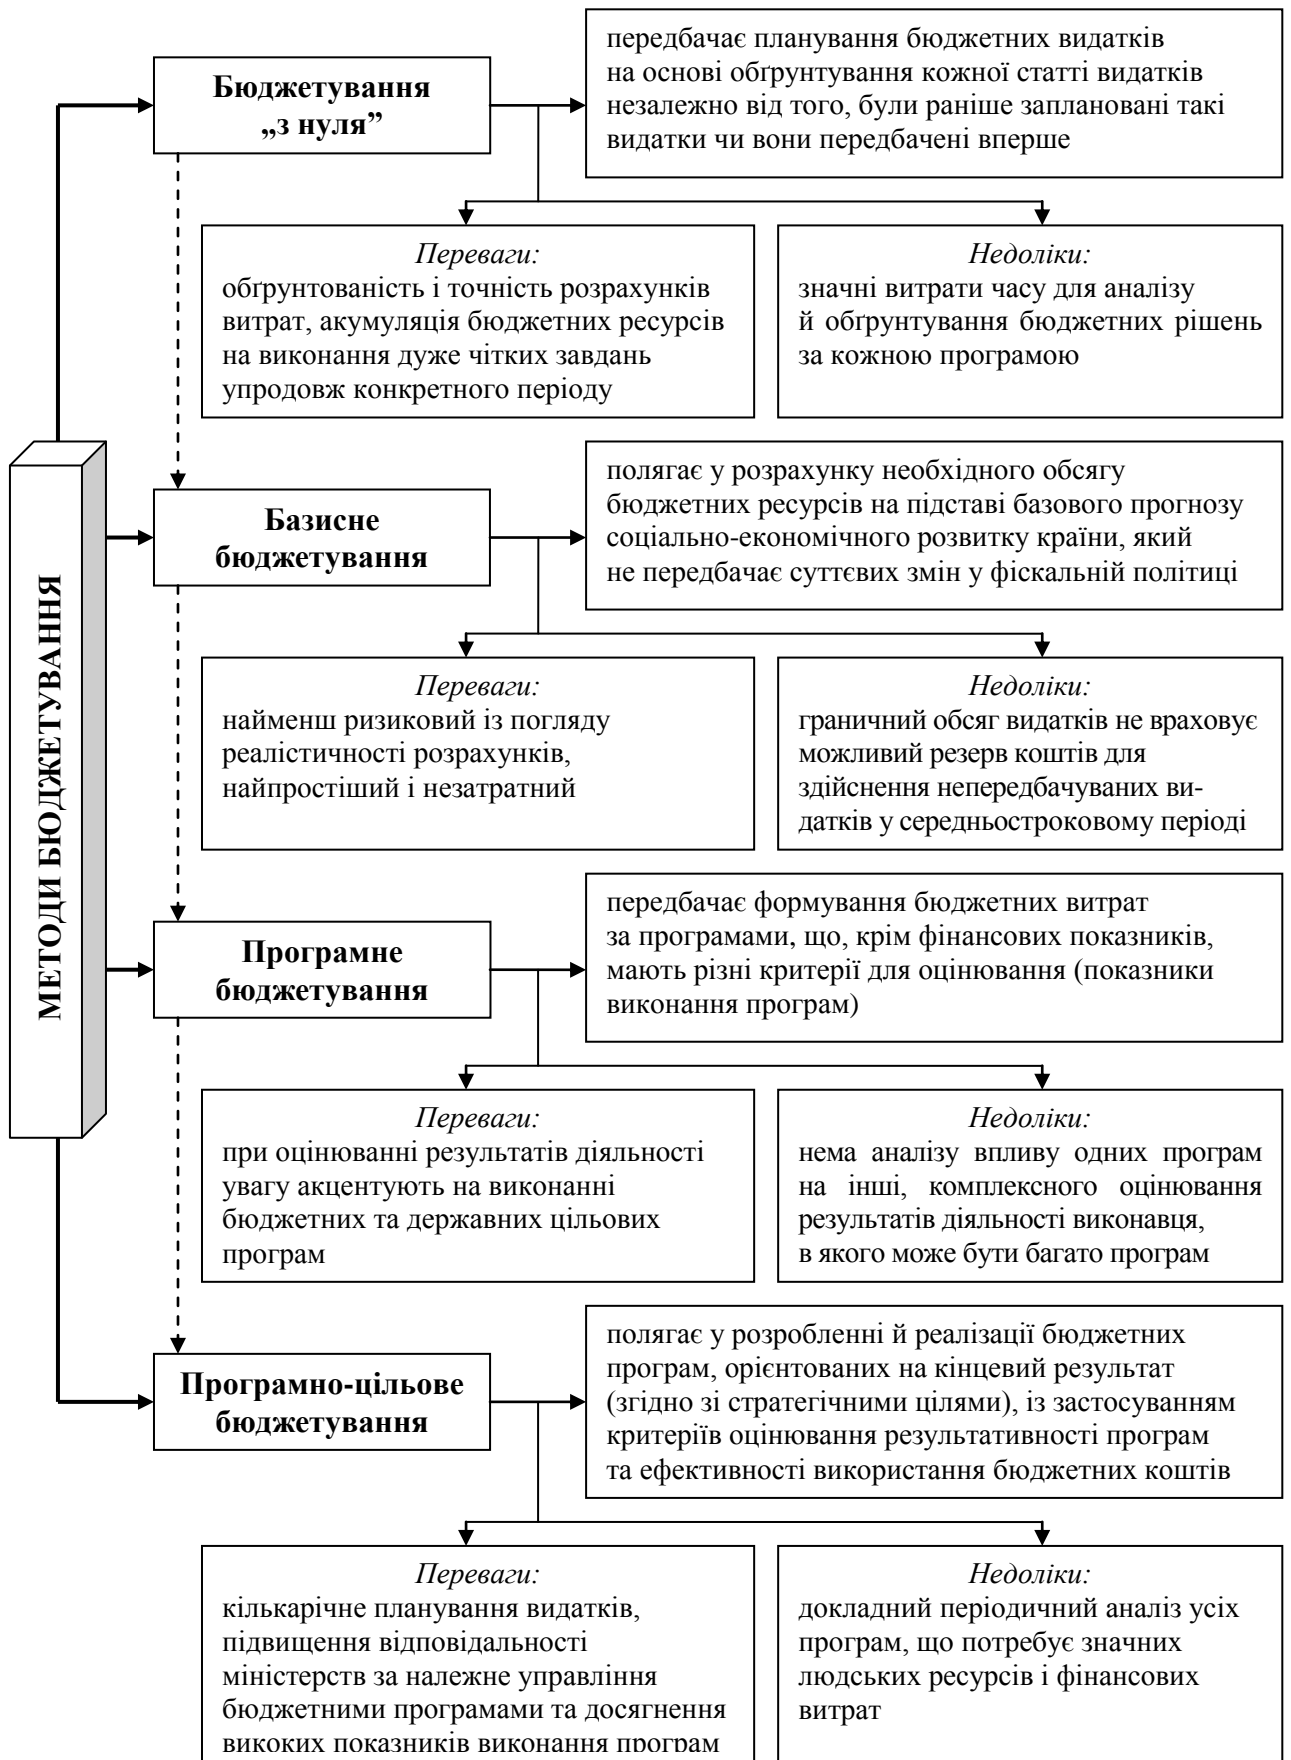 МЕТОДИ БЮДЖЕТУВАННЯ
Бюджетування
„з нуля”
передбачає планування бюджетних видатків
на основі обґрунтування кожної статті видатків
незалежно від того, були раніше заплановані такі
видатки чи вони передбачені вперше
Переваги:
обґрунтованість і точність розрахунків
витрат, акумуляція бюджетних ресурсів
на виконання дуже чітких завдань
упродовж конкретного періоду
Недоліки:
значні витрати часу для аналізу
й обґрунтування бюджетних рішень
за кожною програмою
Базисне
бюджетування
полягає у розрахунку необхідного обсягу
бюджетних ресурсів на підставі базового прогнозу
соціально-економічного розвитку країни, який
не передбачає суттєвих змін у фіскальній політиці
Переваги:
найменш ризиковий із погляду
реалістичності розрахунків,
найпростіший і незатратний
Недоліки:
граничний обсяг видатків не враховує
можливий резерв коштів для
здійснення непередбачуваних ви-
датків у середньостроковому періоді
Програмне
бюджетування
передбачає формування бюджетних витрат
за програмами, що, крім фінансових показників,
мають різні критерії для оцінювання (показники
виконання програм)
Переваги:
при оцінюванні результатів діяльності
увагу акцентують на виконанні
бюджетних та державних цільових
програм
Недоліки:
нема аналізу впливу одних програм
на інші, комплексного оцінювання
результатів діяльності виконавця,
в якого може бути багато програм
Програмно-цільове
бюджетування
полягає у розробленні й реалізації бюджетних
програм, орієнтованих на кінцевий результат
(згідно зі стратегічними цілями), із застосуванням
критеріїв оцінювання результативності програм
та ефективності використання бюджетних коштів
Переваги:
кількарічне планування видатків,
підвищення відповідальності
міністерств за належне управління
бюджетними програмами та досягнення
викоких показників виконання програм
Недоліки:
докладний періодичний аналіз усіх
програм, що потребує значних
людських ресурсів і фінансових
витрат